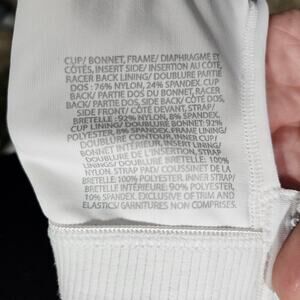 CUP/ BONNET, FRAME/ DIAPHRAGME ET
CÔTÉS, INSERT SIDE/ INSERTION AU CÔTÉ,
RACER BACK LINING/ DOUBLURE PARTIE
DOS : 76% NYLON, 24% SPANDEX. CUP
BACK/ PARTIE DOS DU BONNET, RACER
BACK/ PARTIE DOS, SIDE/ CÔTÉ DOS,
SIDE FRONT/ CÔTÉ DEVANT, STRAP/
BRETELLE: 92% NYLON, 8% SPANDEX.
CUP LINING/ DOUBLURE BONNET: 92%
POLYESTER, 8% SPANDEX. FRAME LINING/
DOUBLURE CONTOUR, INNER CUP/
BONNET INTÉRIEUR, INSERT LINING/
DOUBLURE DE L'INSERTION, STRAP
LINING/ DOUBLURE BRETELLE: 100%
NYLON. STRAP PAD/ COUSSINET DE LA
BRETELLE: 100% POLYESTER. INNER STRAP/
BRETELLE INTÉRIEURE: 90% POLYESTER,
10% SPANDEX. EXCLUSIVE OF TRIM AND
ELASTICS/ GARNITURES NON COMPRISES.